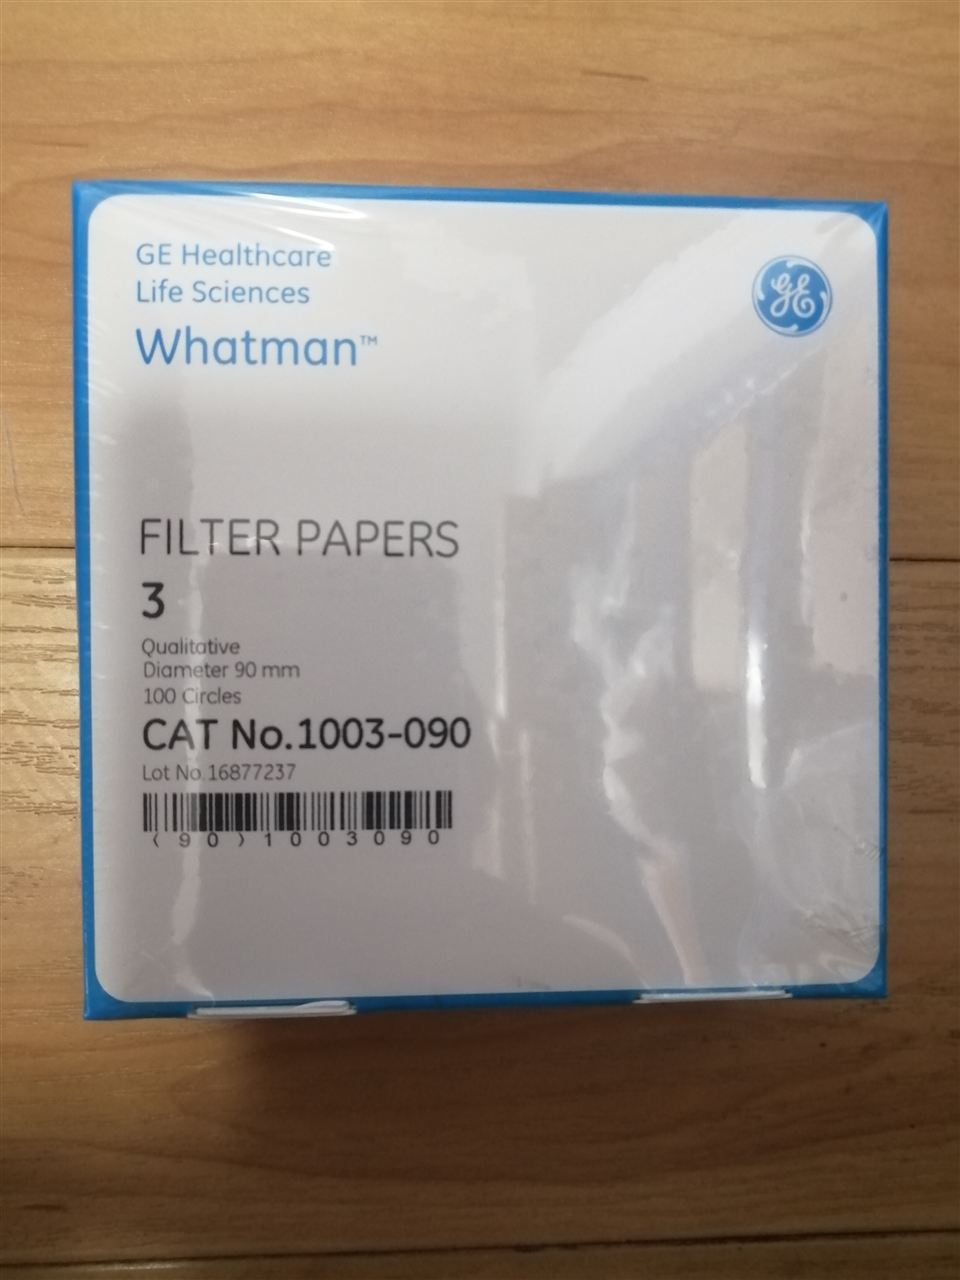 GE Healthcare
Life Sciences
Whatman™
GE
FILTER PAPERS
3
Qualitative
Diameter 90 mm
100 Circles
CAT No.1003-090
Lot No.16877237
(90)1003090